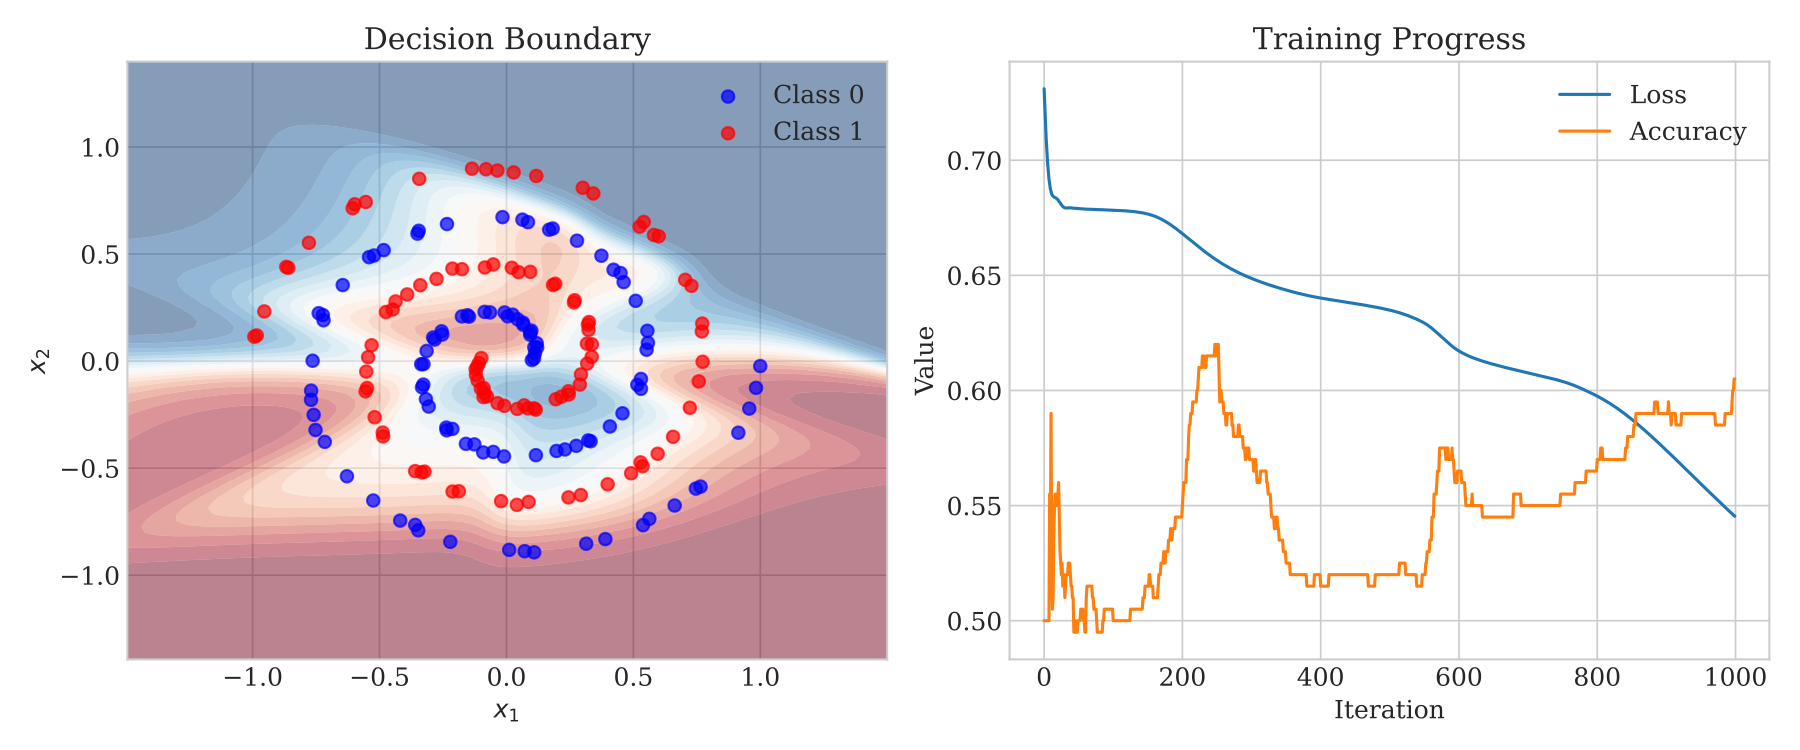 Decision Boundary
Class 0
Class 1
1.0
0.5
0.0
−0.5
−1.0
x₂
−1.0 −0.5 0.0 0.5 1.0
x₁
Training Progress
Loss
Accuracy
0.70
0.65
0.60
0.55
0.50
Value
0 200 400 600 800 1000
Iteration